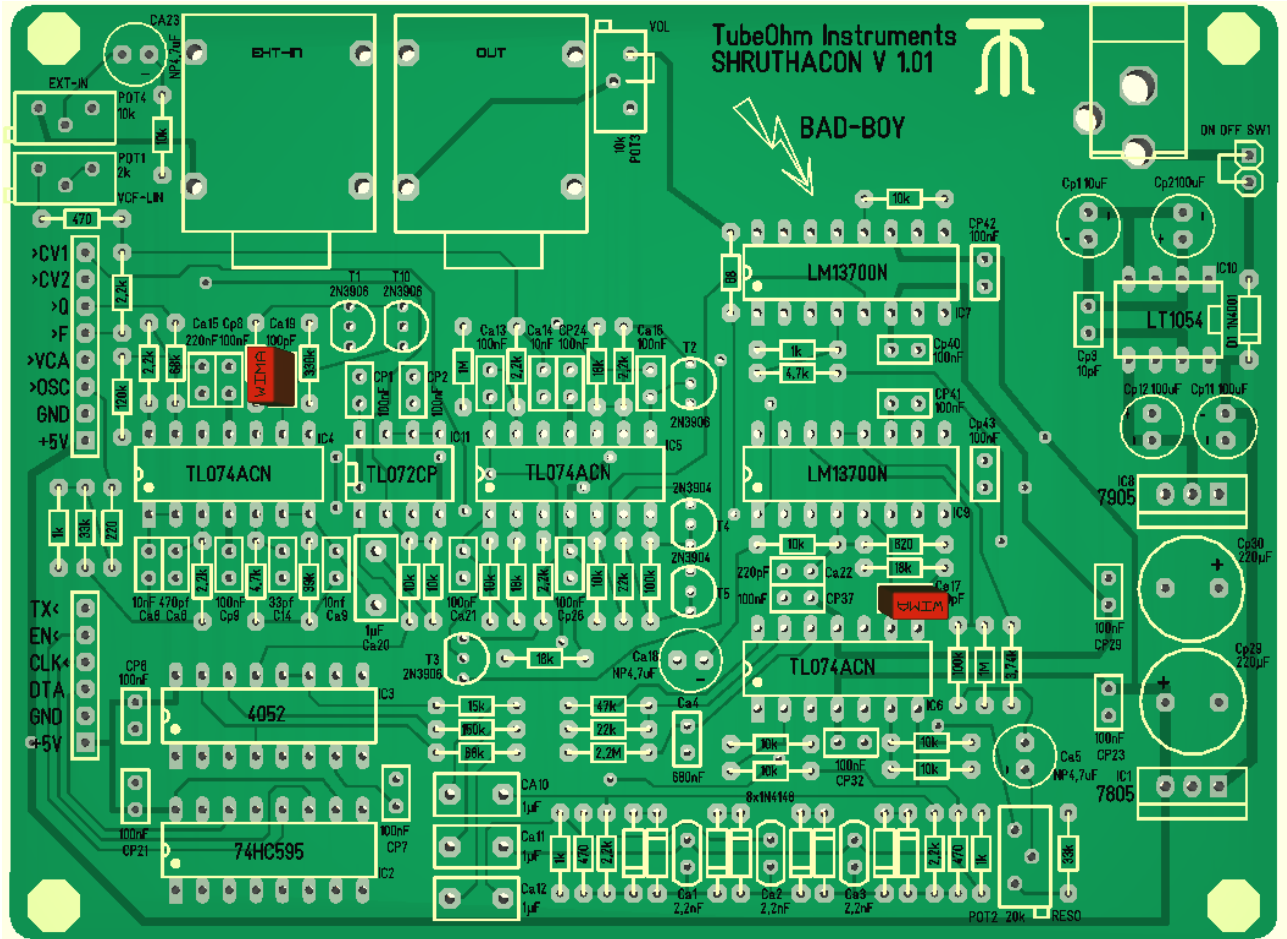 CA23
NP4,7uF
EXT-IN
POT4
10k
POT1
2k
VCF-LIN
10k
470
EXT-IN
OUT
VOL
10k
POT3
TubeOhm Instruments
SHRUTHACON V 1.01
BAD-BOY
ON OFF SW1
Cp1 10uF
Cp2 100uF
>CV1
>CV2
>Q
>F
>VCA
>OSC
GND
+5V
2,2k
120k
T1
2N3906
T10
2N3906
10k
CP42
100nF
LM13700N
IC7
IC10
LT1054
D1 1N4001
Cp3
10pF
2,2k
68k
Ca15
220nF
Cp8
100nF
Ca19
100pF
WIMA
330k
CP1
100nF
CP2
100nF
1M
Ca13
100nF
2,2k
Ca14
10nF
CP24
100nF
18k
2,2k
Ca16
100nF
T2
2N3906
1k
4,7k
Cp40
100nF
CP41
100nF
Cp12 100uF
Cp11 100uF
TL074ACN
IC4
TL072CP
IC11
TL074ACN
IC5
LM13700N
IC9
Cp43
100nF
IC8
7905
1k
33k
220
2N3904
T4
2N3904
T5
10nF
Ca8
470pF
Ca6
2,2k
100nF
Cp9
4,7k
33pf
C14
39k
10nf
Ca9
1µF
Ca20
10k
10k
100nF
Ca21
10k
18k
2,2k
100nF
Cp26
10k
22k
100k
10k
820
18k
220pF
Ca22
100nF
CP37
Ca17
WIMA
Cp30
220µF
100nF
CP29
TX<
EN<
CLK<
DTA
GND
+5V
T3
2N3906
18k
Ca18
NP4,7uF
TL074ACN
IC6
100k
1M
Cp29
220µF
100nF
CP23
CP6
100nF
4052
IC3
15k
150k
47k
22k
2,2M
Ca4
680nF
10k
10k
100nF
CP32
10k
10k
Ca5
NP4,7uF
IC1
7805
100nF
CP21
74HC595
IC2
100nF
CP7
CA10
1µF
Ca11
1µF
Ca12
1µF
8x1N4148
1k
470
2,2k
Ca1
2,2nF
Ca2
2,2nF
Ca3
2,2nF
2,2k
470
1k
POT2 20k
RESO
33k